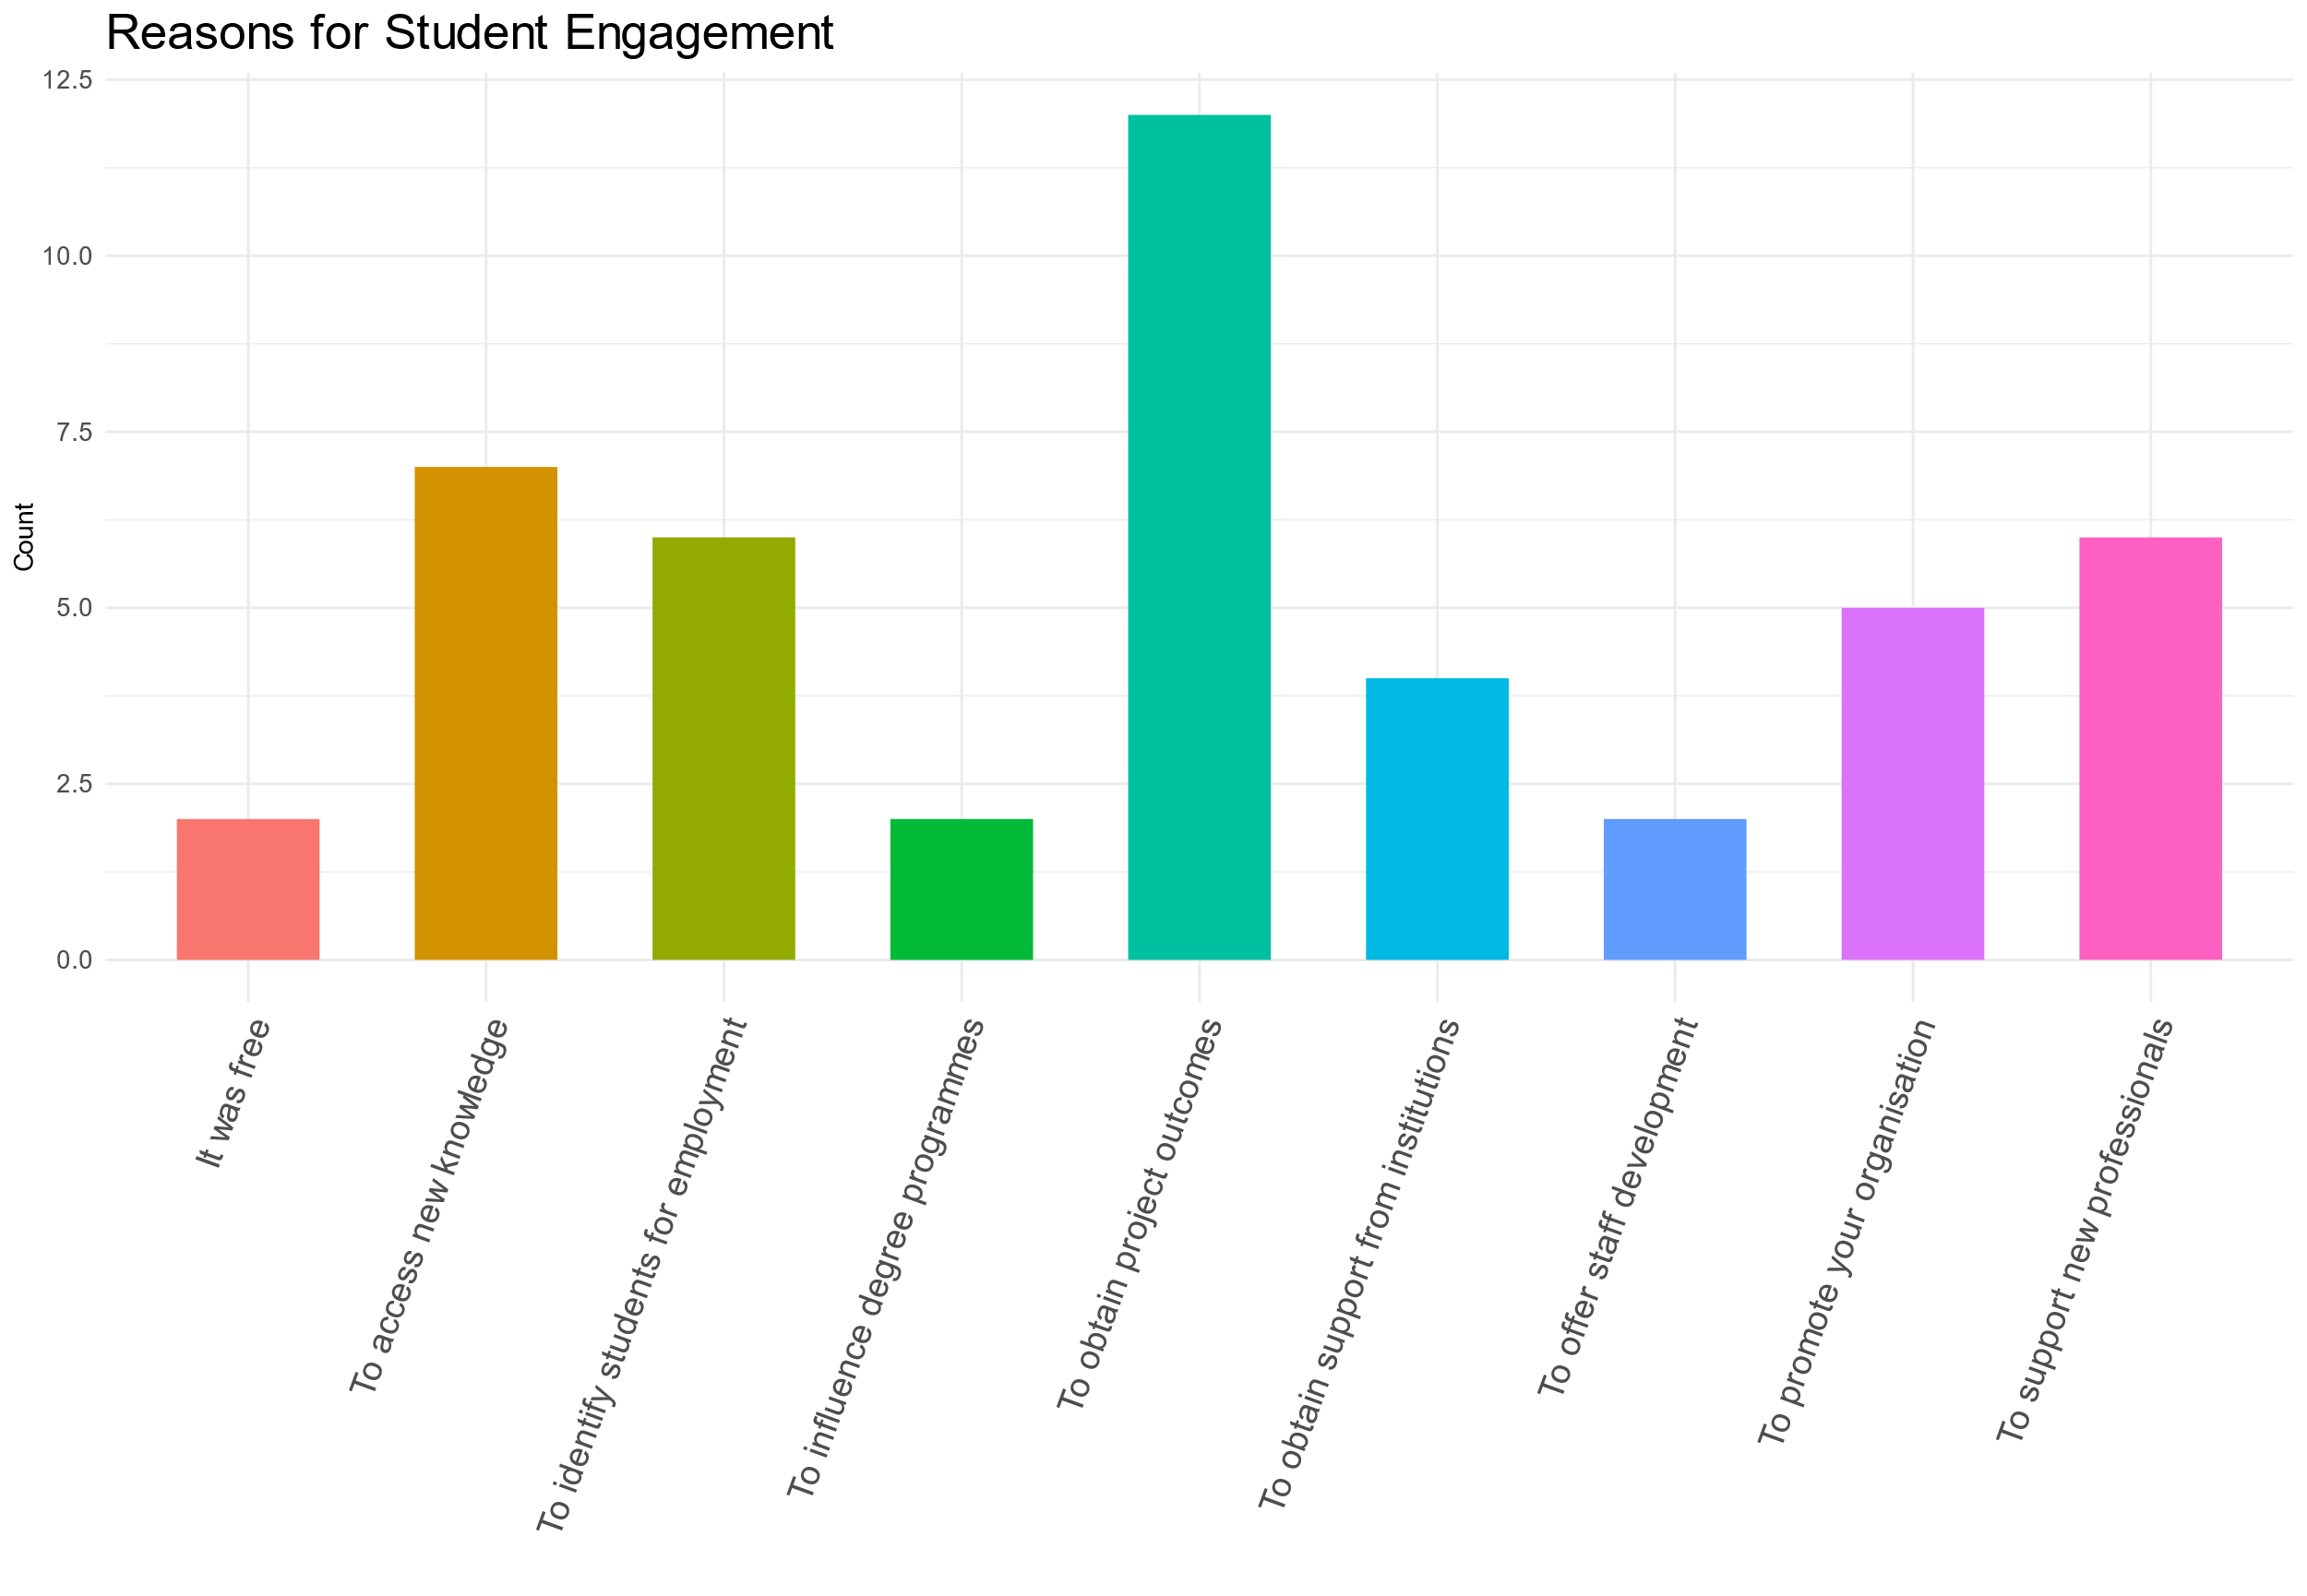 Reasons for Student Engagement
12.5
10.0
7.5
5.0
2.5
0.0
Count
It was free
To access new knowledge
To identify students for employment
To influence degree programmes
To obtain project outcomes
To obtain support from institutions
To offer staff development
To promote your organisation
To support new professionals